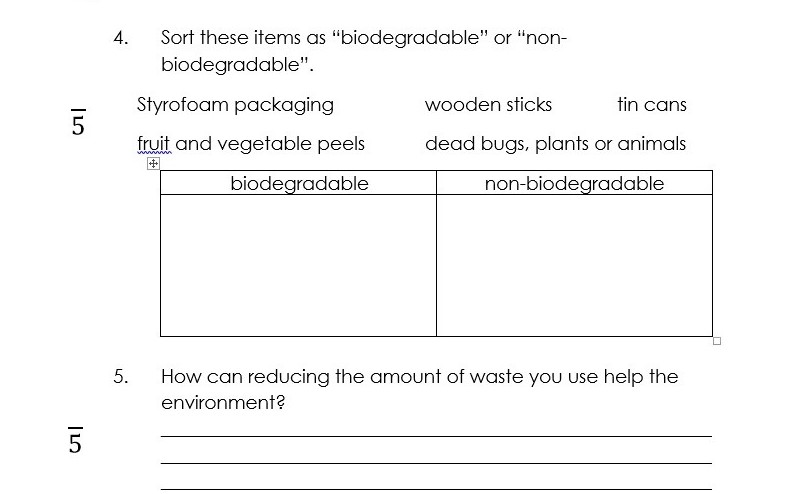 4. Sort these items as “biodegradable” or “non-
biodegradable”.
Styrofoam packaging wooden sticks tin cans
5
fruit and vegetable peels dead bugs, plants or animals
biodegradable non-biodegradable
5. How can reducing the amount of waste you use help the
environment?
5